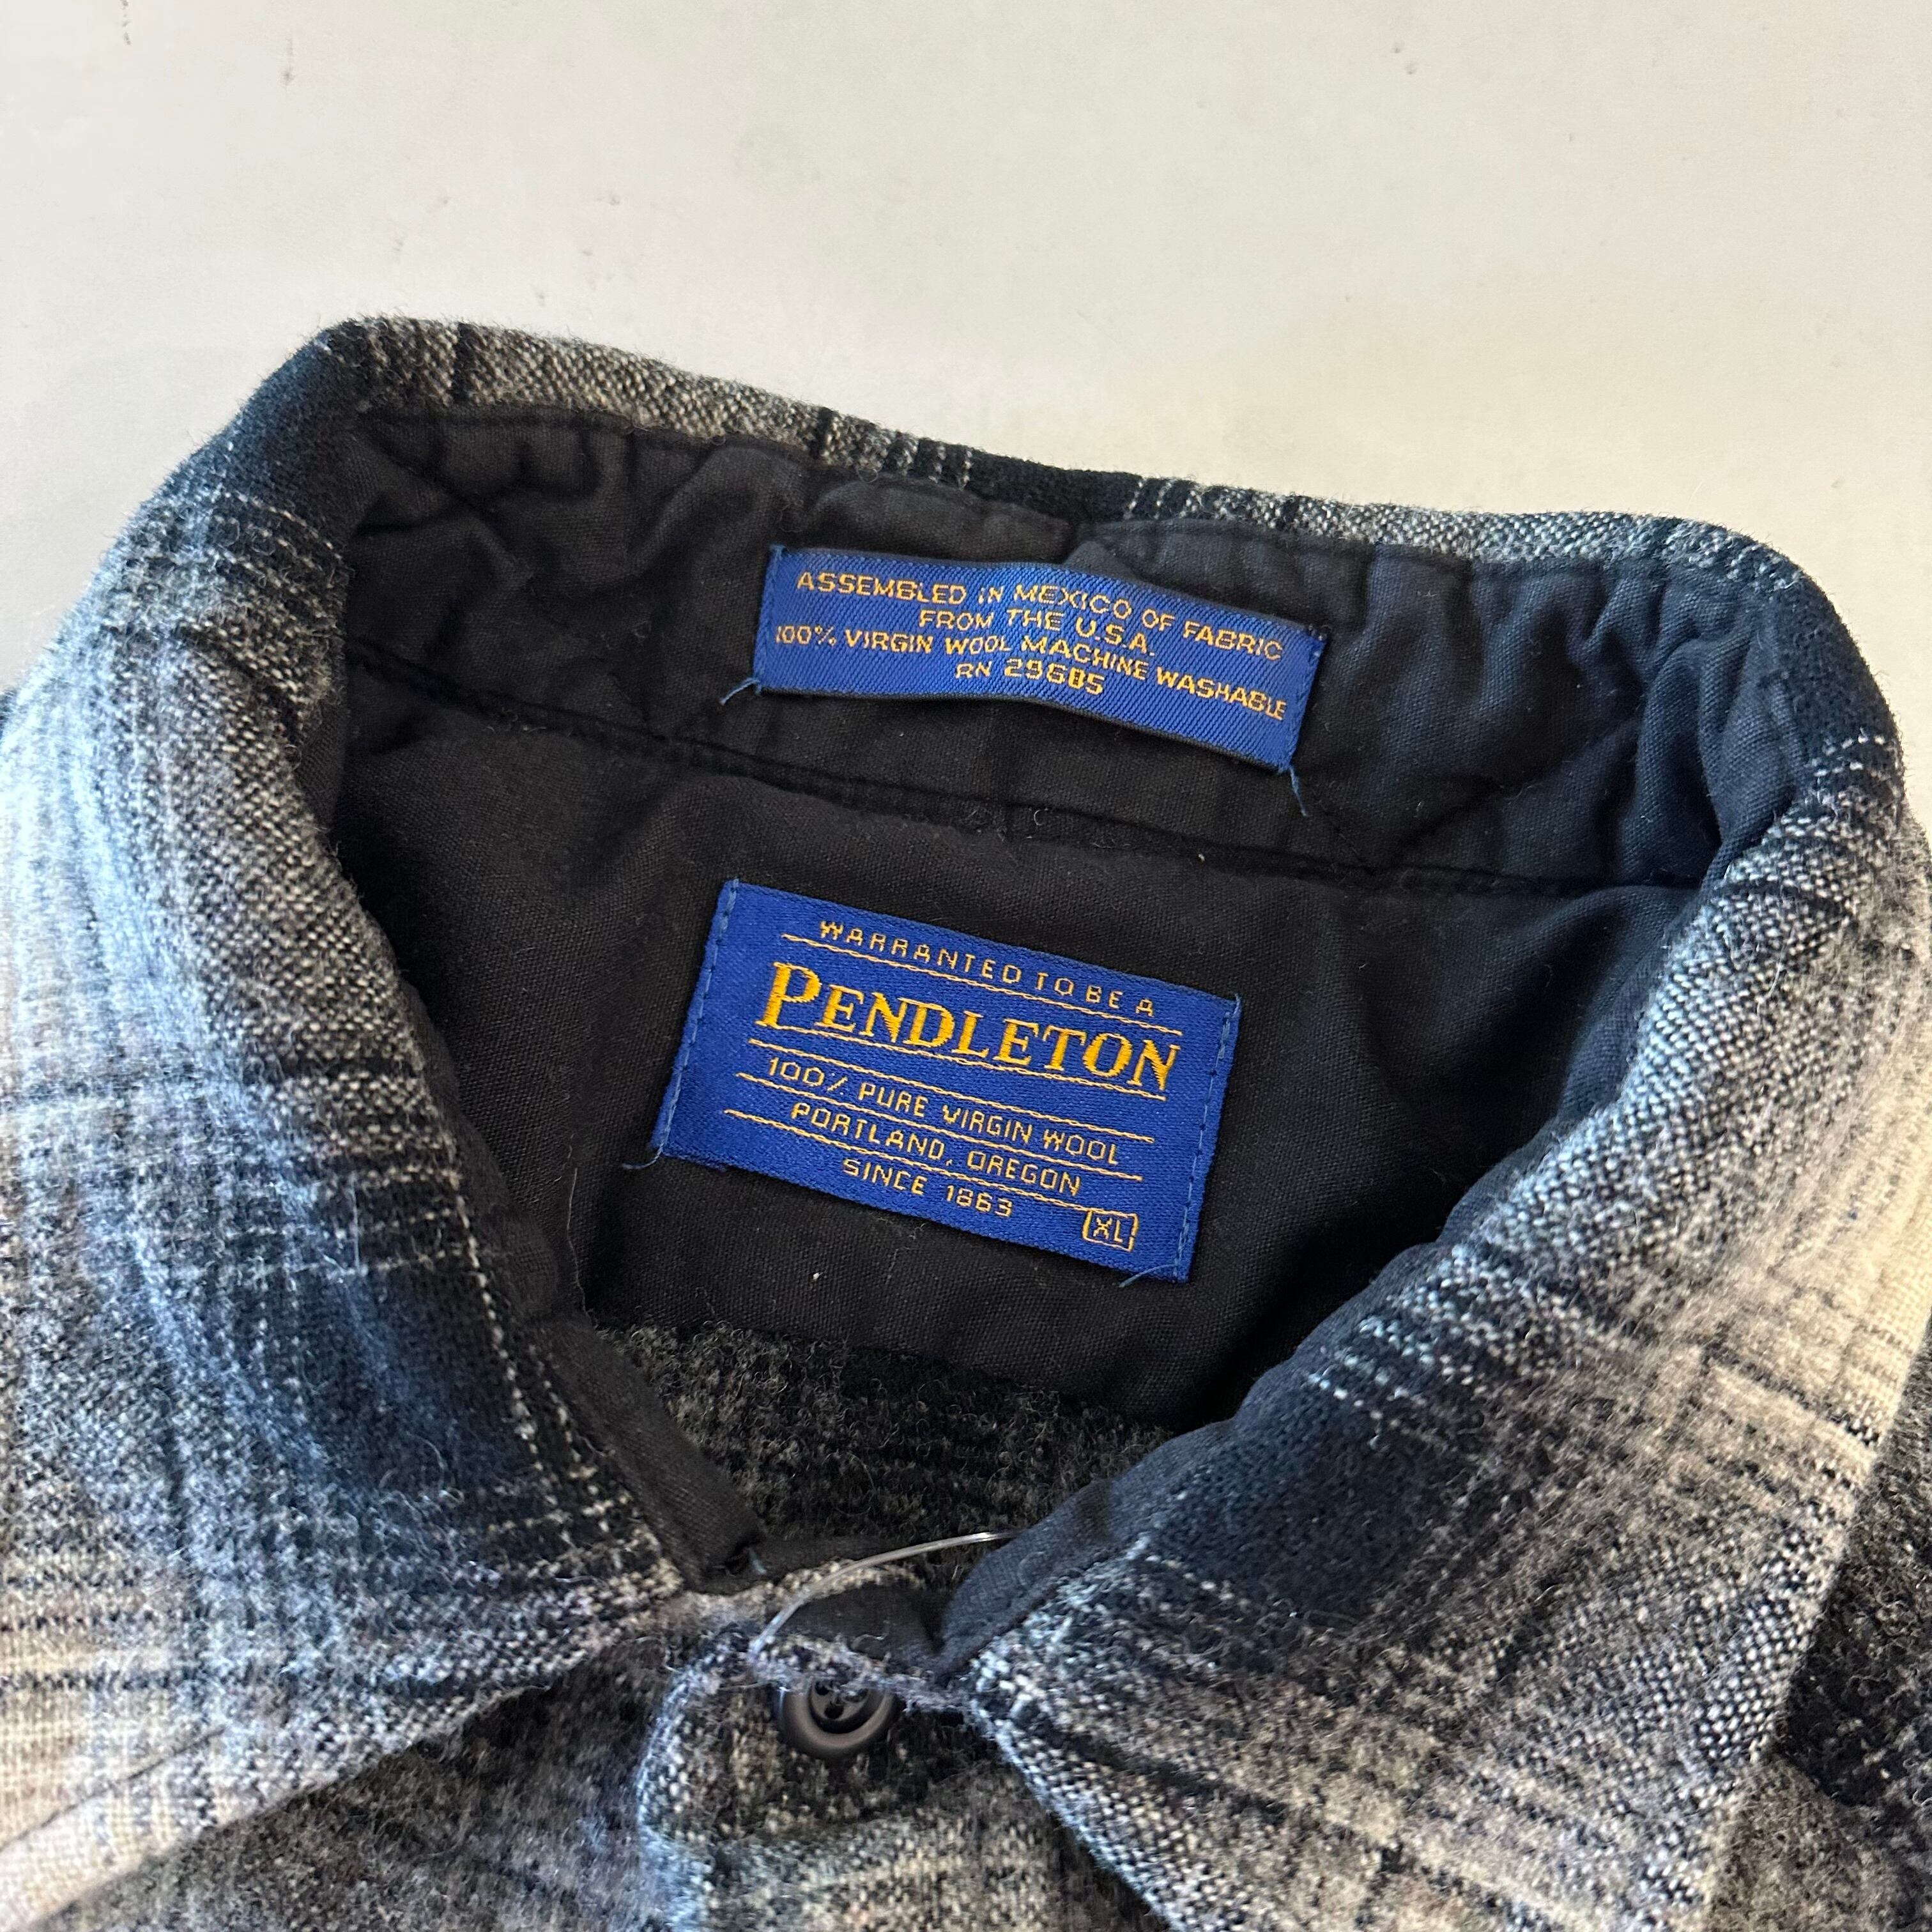 ASSEMBLED IN MEXICO OF FABRIC
FROM THE U.S.A.
100% VIRGIN WOOL MACHINE WASHABLE
RN 29685
WARRANTED TO BE A
PENDLETON
100% PURE VIRGIN WOOL
PORTLAND, OREGON
SINCE 1863
XL